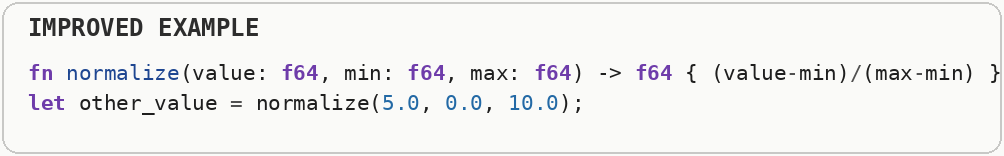 IMPROVED EXAMPLE
fn normalize(value: f64, min: f64, max: f64) -> f64 { (value-min)/(max-min) }
let other_value = normalize(5.0, 0.0, 10.0);